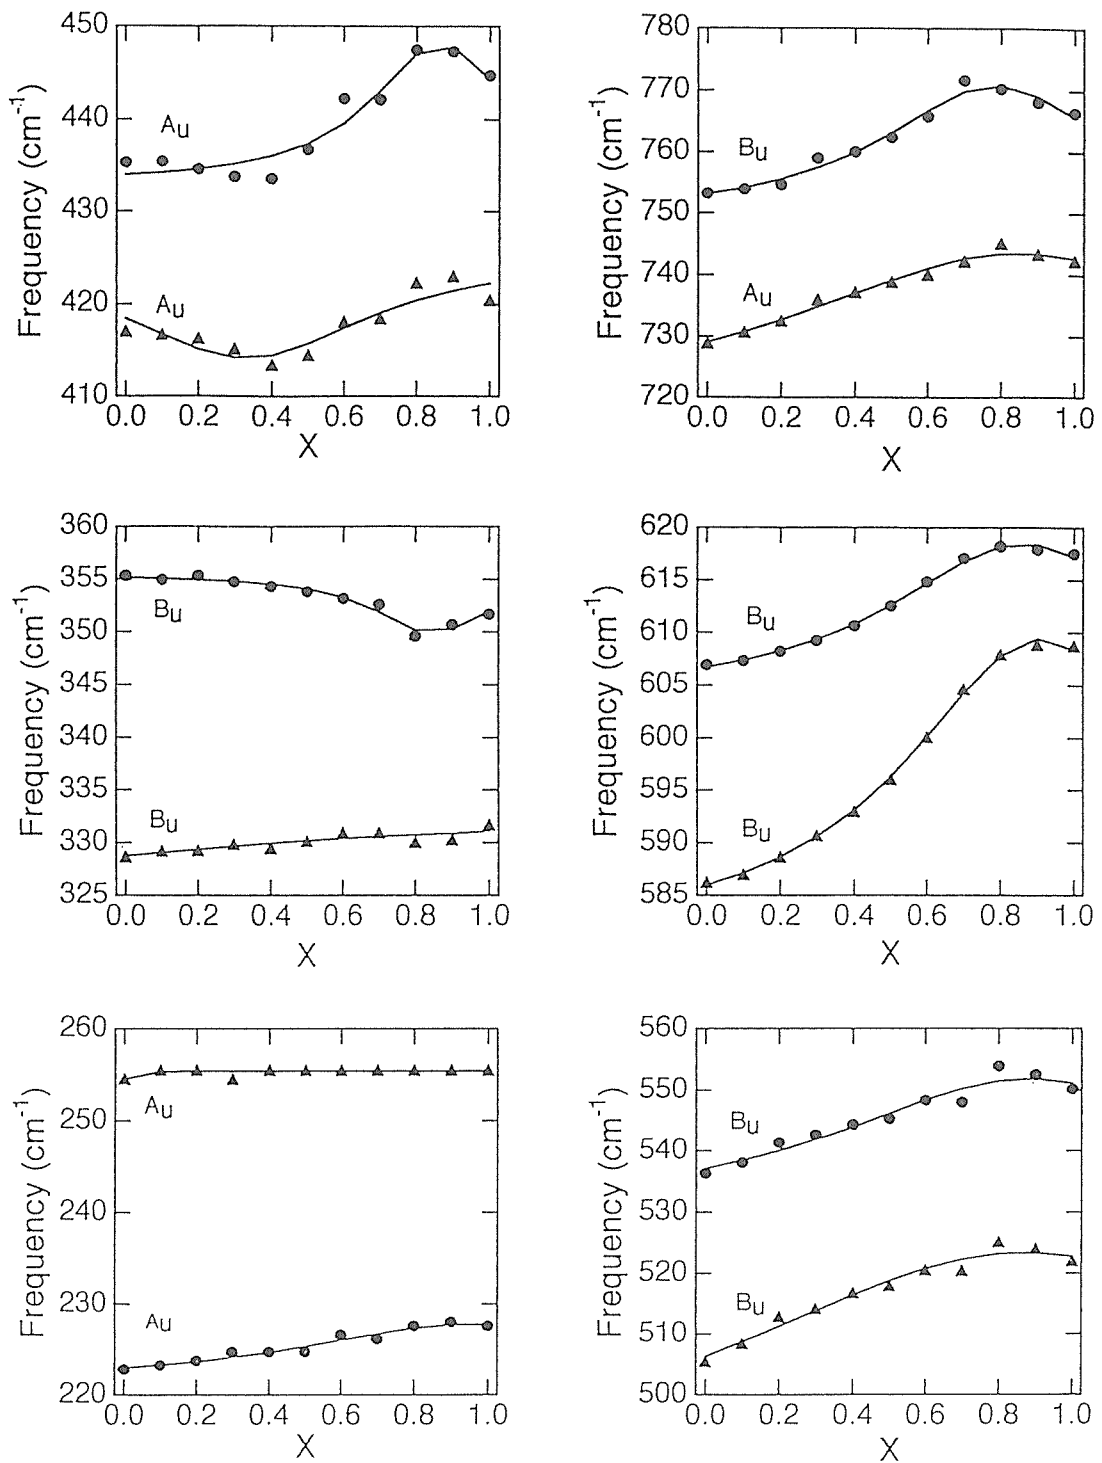 450
440
430
420
410
Frequency (cm⁻¹)
Au
Au
0.0 0.2 0.4 0.6 0.8 1.0
X
780
770
760
750
740
730
720
Frequency (cm⁻¹)
Bu
Au
0.0 0.2 0.4 0.6 0.8 1.0
X
360
355
350
345
340
335
330
325
Frequency (cm⁻¹)
Bu
Bu
0.0 0.2 0.4 0.6 0.8 1.0
X
620
615
610
605
600
595
590
585
Frequency (cm⁻¹)
Bu
Bu
0.0 0.2 0.4 0.6 0.8 1.0
X
260
250
240
230
220
Frequency (cm⁻¹)
Au
Au
0.0 0.2 0.4 0.6 0.8 1.0
X
560
550
540
530
520
510
500
Frequency (cm⁻¹)
Bu
Bu
0.0 0.2 0.4 0.6 0.8 1.0
X